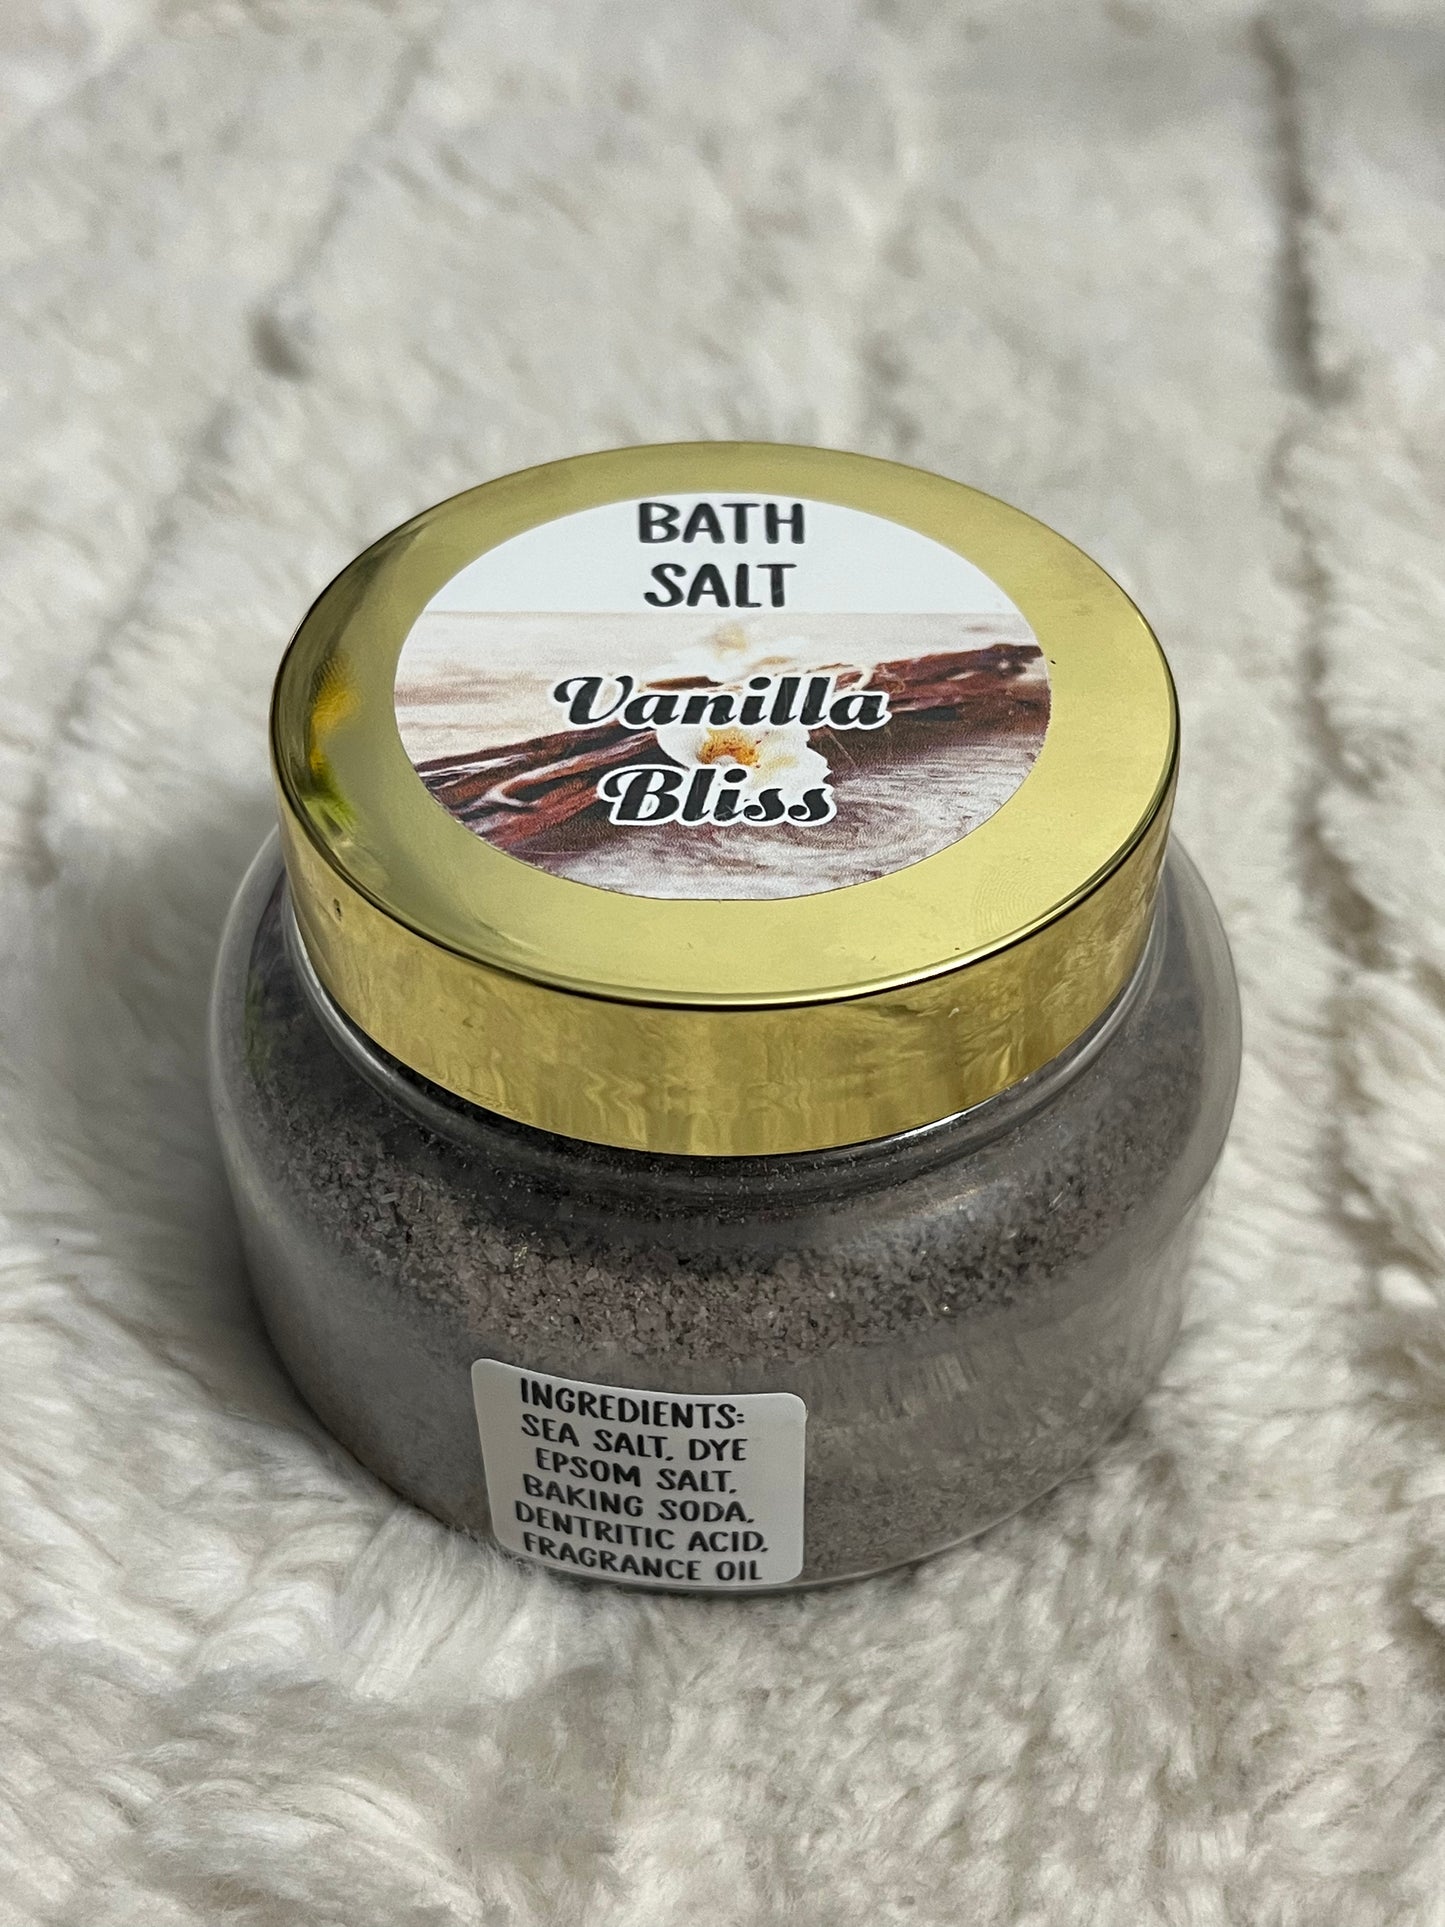 BATH
SALT
Vanilla
Bliss
INGREDIENTS:
SEA SALT, DYE
EPSOM SALT,
BAKING SODA,
DENTRITIC ACID,
FRAGRANCE OIL